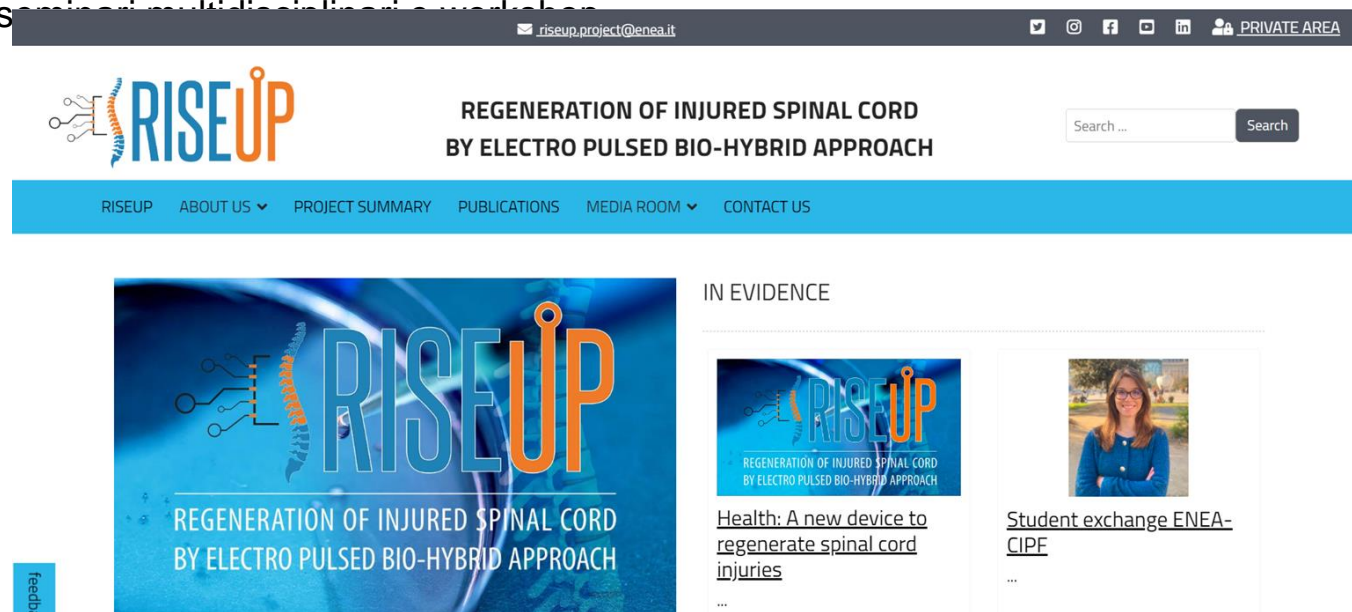 seminari multidisciplinari e workshop
riseup.project@enea.it
PRIVATE AREA
RISEUP
REGENERATION OF INJURED SPINAL CORD
BY ELECTRO PULSED BIO-HYBRID APPROACH
Search ...
Search
RISEUP
ABOUT US
PROJECT SUMMARY
PUBLICATIONS
MEDIA ROOM
CONTACT US
RISEUP
REGENERATION OF INJURED SPINAL CORD
BY ELECTRO PULSED BIO-HYBRID APPROACH
IN EVIDENCE
RISEUP
REGENERATION OF INJURED SPINAL CORD
BY ELECTRO PULSED BIO-HYBRID APPROACH
Health: A new device to
regenerate spinal cord
injuries
...
Student exchange ENEA-
CIPF
...